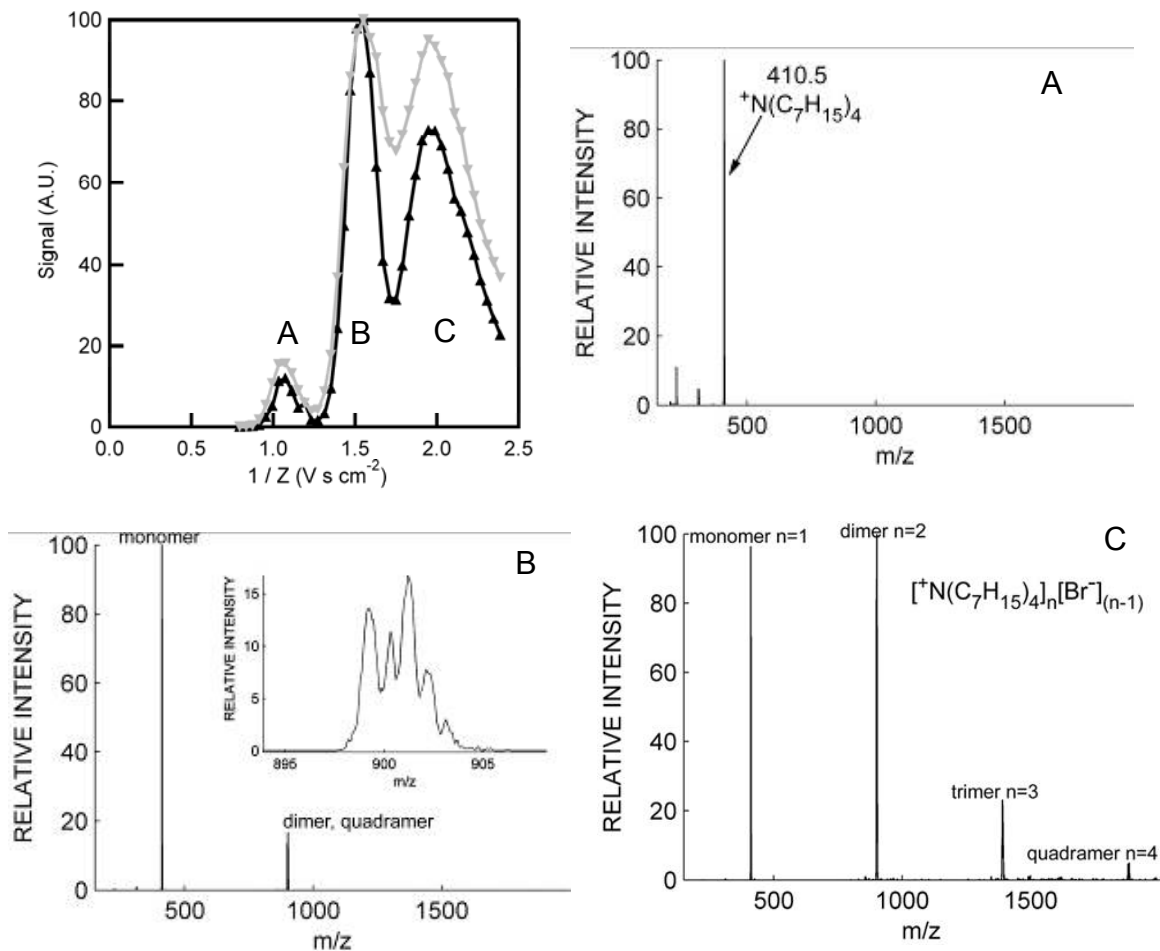 100
80
60
40
20
0
Signal (A.U.)
A
B
C
0.0 0.5 1.0 1.5 2.0 2.5
1 / Z (V s cm-2)
A
100
80
60
40
20
0
RELATIVE INTENSITY
410.5
+N(C7H15)4
500 1000 1500
m/z
B
100
80
60
40
20
0
RELATIVE INTENSITY
monomer
15
10
5
0
RELATIVE INTENSITY
895 900 905
m/z
dimer, quadramer
500 1000 1500
m/z
C
100
80
60
40
20
0
RELATIVE INTENSITY
monomer n=1
dimer n=2
[+N(C7H15)4]n[Br-](n-1)
trimer n=3
quadramer n=4
500 1000 1500
m/z